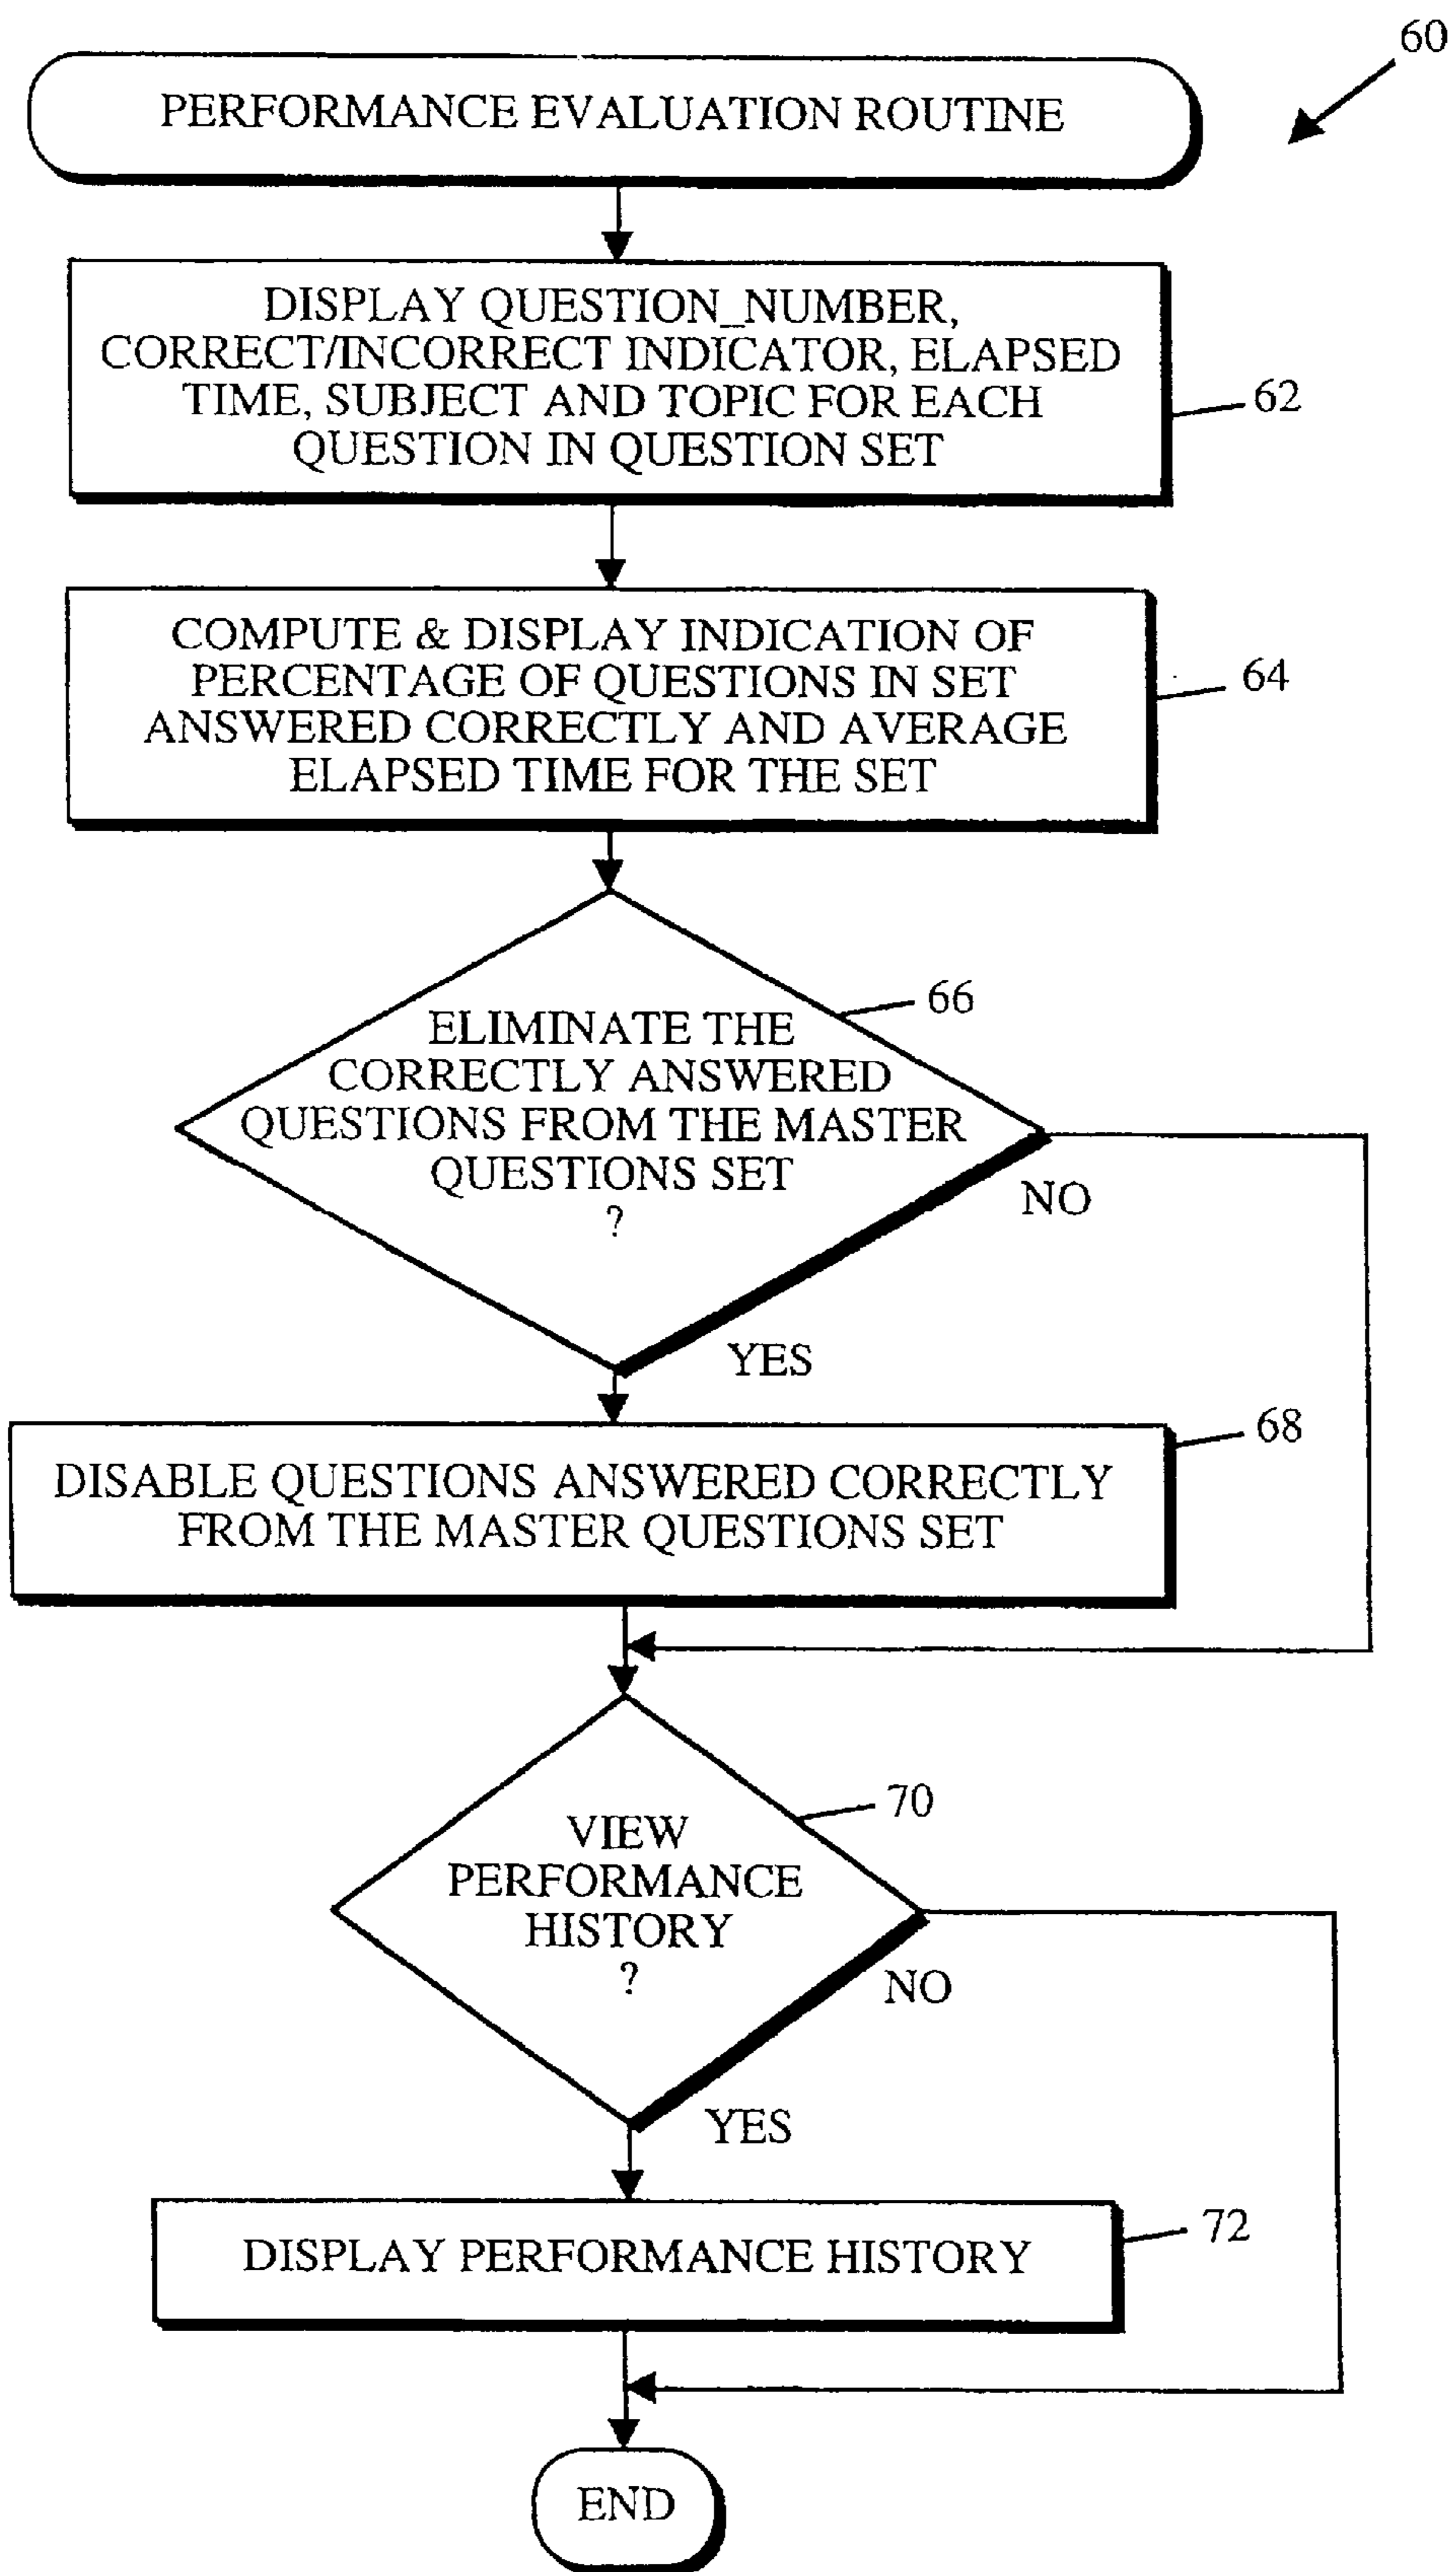 60
PERFORMANCE EVALUATION ROUTINE
DISPLAY QUESTION_NUMBER,
CORRECT/INCORRECT INDICATOR, ELAPSED
TIME, SUBJECT AND TOPIC FOR EACH
QUESTION IN QUESTION SET
62
COMPUTE & DISPLAY INDICATION OF
PERCENTAGE OF QUESTIONS IN SET
ANSWERED CORRECTLY AND AVERAGE
ELAPSED TIME FOR THE SET
64
66
ELIMINATE THE
CORRECTLY ANSWERED
QUESTIONS FROM THE MASTER
QUESTIONS SET
?
NO
YES
68
DISABLE QUESTIONS ANSWERED CORRECTLY
FROM THE MASTER QUESTIONS SET
70
VIEW
PERFORMANCE
HISTORY
?
NO
YES
72
DISPLAY PERFORMANCE HISTORY
END